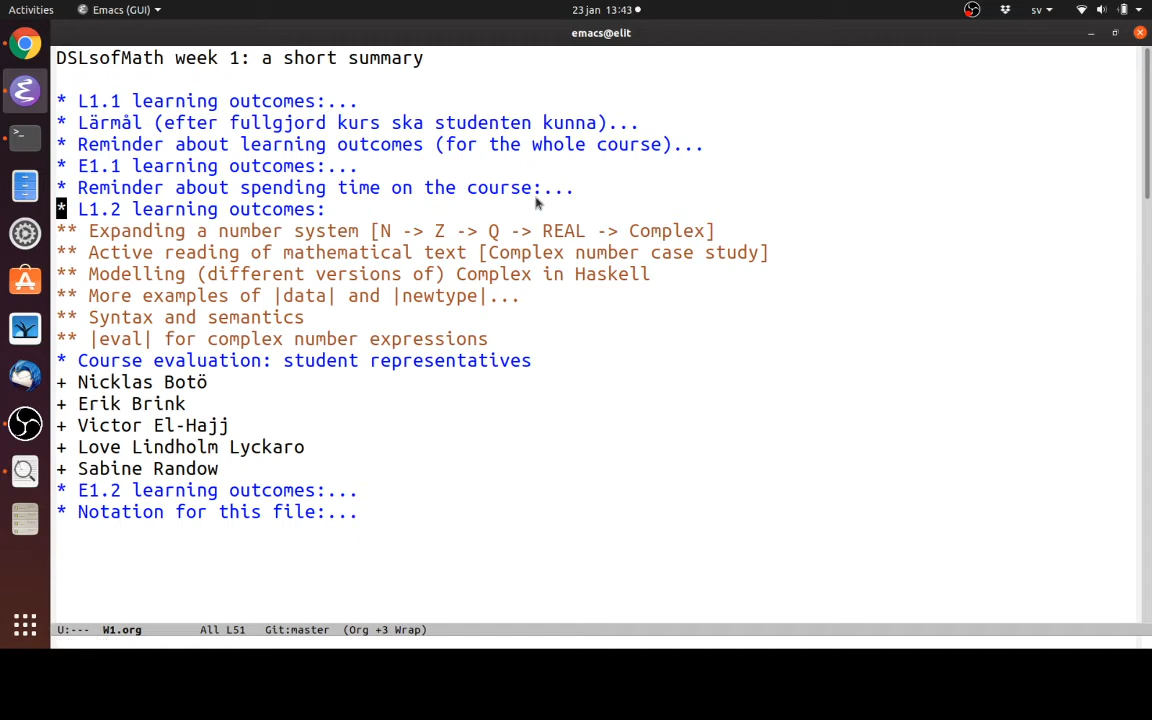 Activities
Emacs (GUI)
23 jan 13:43
sv
emacs@elit
DSLsofMath week 1: a short summary
* L1.1 learning outcomes:...
* Lärmål (efter fullgjord kurs ska studenten kunna)...
* Reminder about learning outcomes (for the whole course)...
* E1.1 learning outcomes:...
* Reminder about spending time on the course:...
* L1.2 learning outcomes:
** Expanding a number system [N -> Z -> Q -> REAL -> Complex]
** Active reading of mathematical text [Complex number case study]
** Modelling (different versions of) Complex in Haskell
** More examples of |data| and |newtype|...
** Syntax and semantics
** |eval| for complex number expressions
* Course evaluation: student representatives
+ Nicklas Botö
+ Erik Brink
+ Victor El-Hajj
+ Love Lindholm Lyckaro
+ Sabine Randow
* E1.2 learning outcomes:...
* Notation for this file:...
U:--- W1.org All L51 Git:master (Org +3 Wrap)